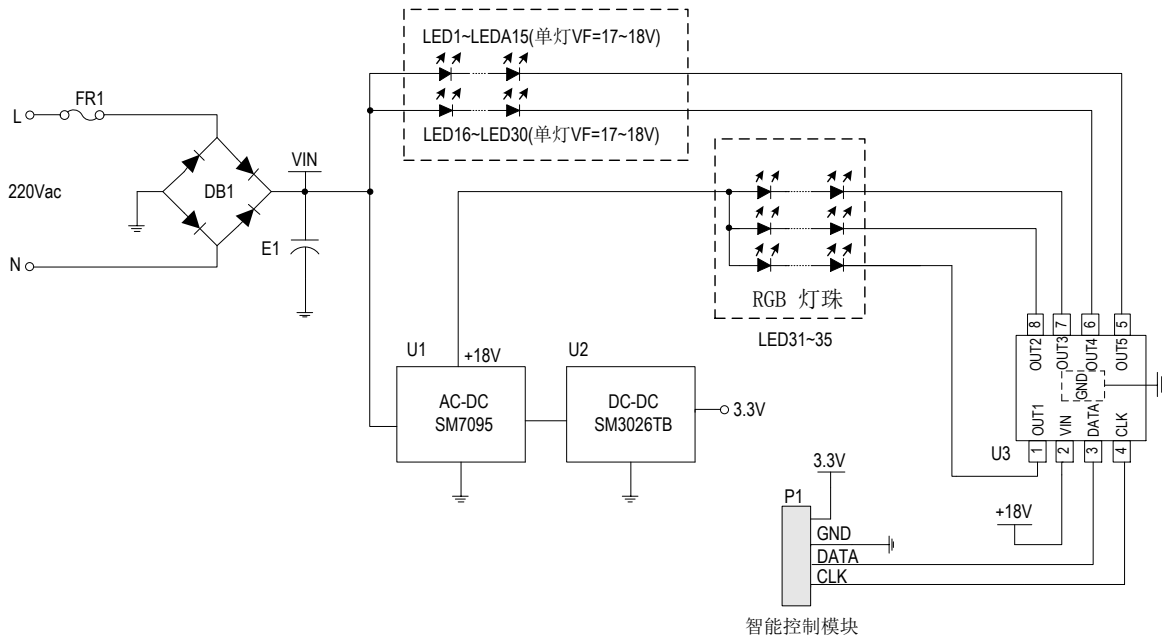 LED1~LEDA15(单灯VF=17~18V)
LED16~LED30(单灯VF=17~18V)
L
FR1
220Vac
DB1
N
VIN
E1
RGB 灯珠
LED31~35
U1
+18V
AC-DC
SM7095
U2
DC-DC
SM3026TB
3.3V
8
7
6
5
OUT2
OUT3
OUT4
OUT5
GND
OUT1
VIN
DATA
CLK
U3
1
2
3
4
+18V
3.3V
P1
GND
DATA
CLK
智能控制模块